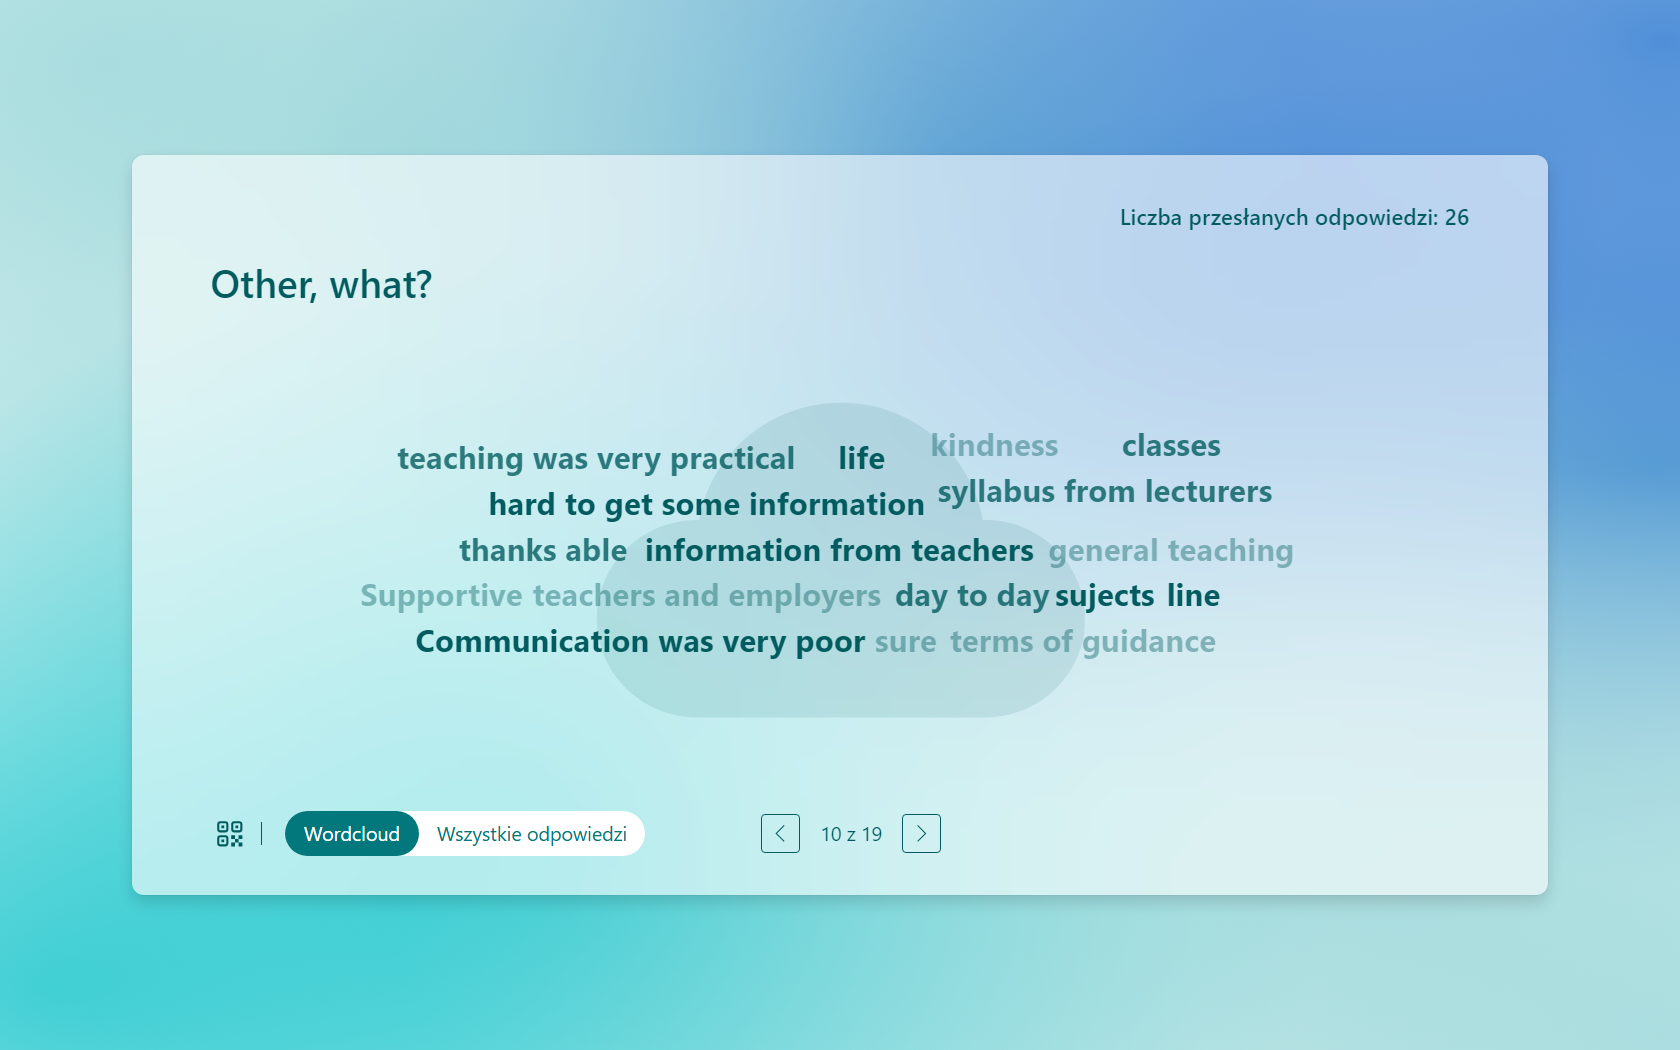 Liczba przesłanych odpowiedzi: 26
Other, what?
teaching was very practical life kindness classes
hard to get some information syllabus from lecturers
thanks able information from teachers general teaching
Supportive teachers and employers day to day sujects line
Communication was very poor sure terms of guidance
Wordcloud Wszystkie odpowiedzi 10 z 19